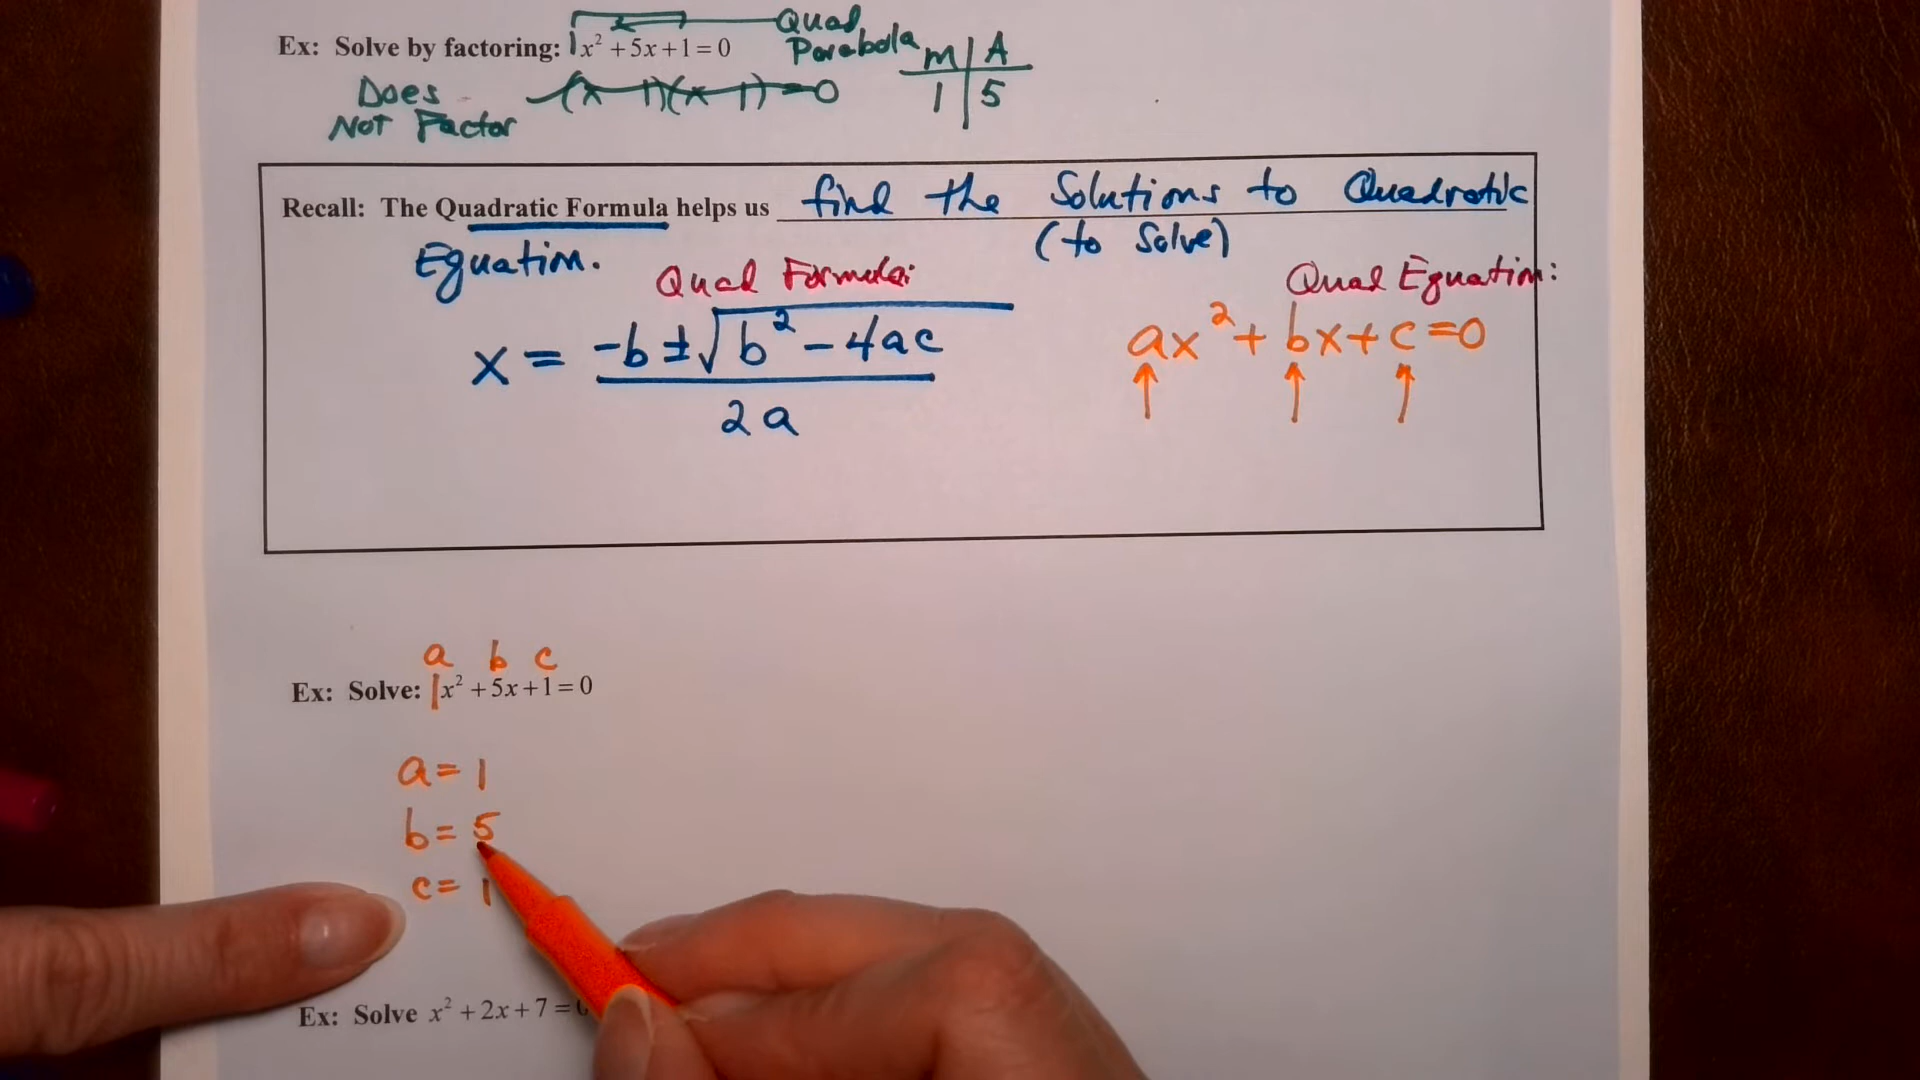 Ex: Solve by factoring: 1x² + 5x + 1 = 0
Quad
Parabola
M | A
1 | 5
Does
Not Factor
(x 1)(x 1) = 0
Recall: The Quadratic Formula helps us find the Solutions to Quadratic
(to Solve)
Equation.
Quad Formula:
Quad Equation:
x = -b ± √b² - 4ac
2a
ax² + bx + c = 0
a b c
Ex: Solve: 1x² + 5x + 1 = 0
a = 1
b = 5
c = 1
Ex: Solve x² + 2x + 7 =